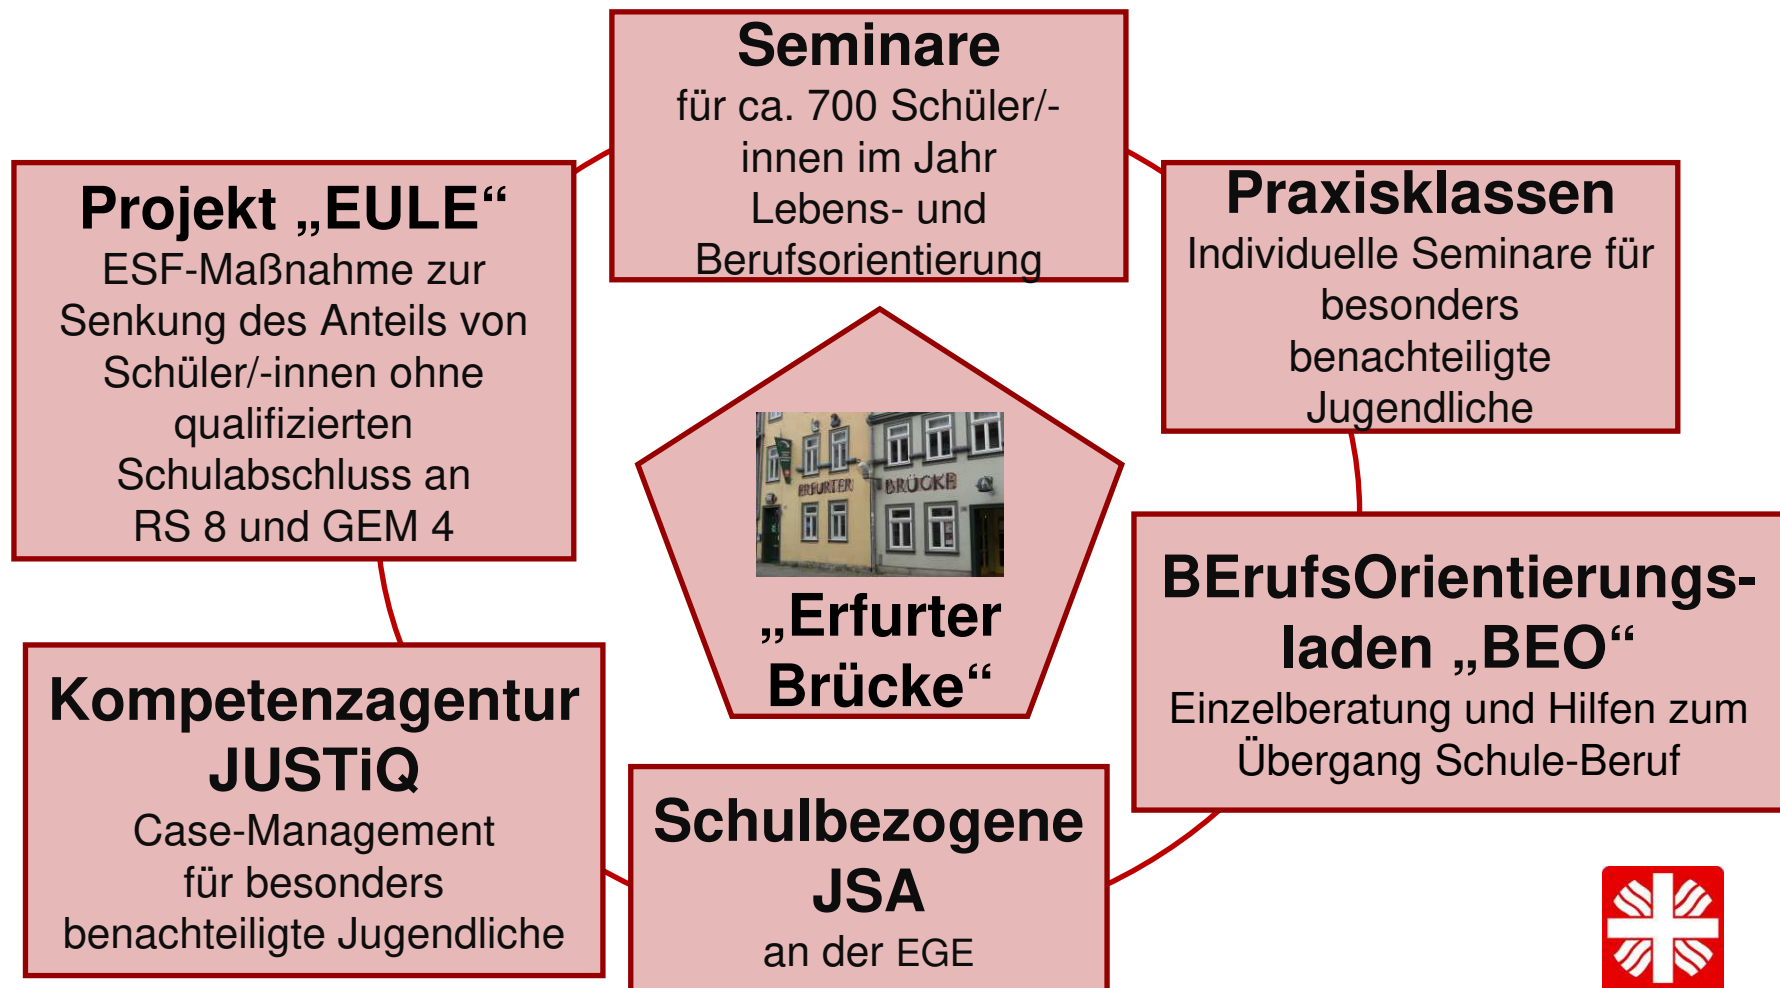 Seminare
für ca. 700 Schüler/-
innen im Jahr
Lebens- und
Berufsorientierung
Projekt „EULE“
ESF-Maßnahme zur
Senkung des Anteils von
Schüler/-innen ohne
qualifizierten
Schulabschluss an
RS 8 und GEM 4
Praxisklassen
Individuelle Seminare für
besonders
benachteiligte
Jugendliche
ERFURTER BRÜCKE
„Erfurter
Brücke“
BErufsOrientierungs-
laden „BEO“
Einzelberatung und Hilfen zum
Übergang Schule-Beruf
Kompetenzagentur
JUSTiQ
Case-Management
für besonders
benachteiligte Jugendliche
Schulbezogene
JSA
an der EGE